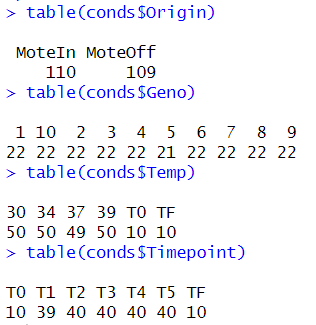 > table(conds$Origin)
MoteIn MoteOff
110 109
> table(conds$Geno)
1 10 2 3 4 5 6 7 8 9
22 22 22 22 22 21 22 22 22 22
> table(conds$Temp)
30 34 37 39 T0 TF
50 50 49 50 10 10
> table(conds$Timepoint)
T0 T1 T2 T3 T4 T5 TF
10 39 40 40 40 40 10